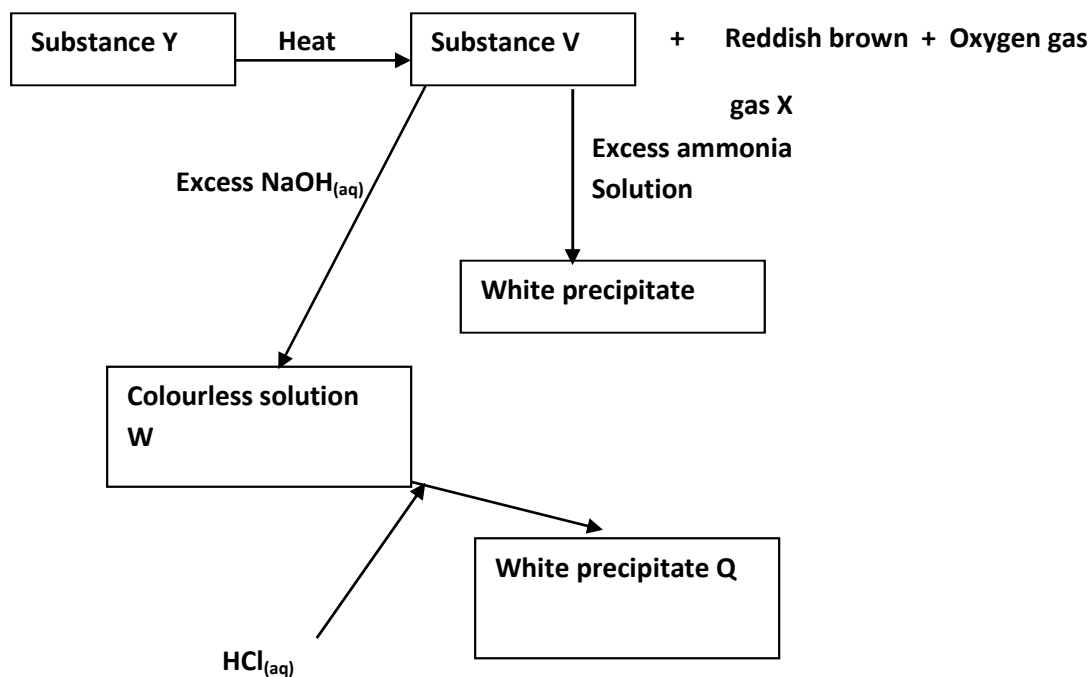 Substance Y
Heat
Substance V
+ Reddish brown + Oxygen gas
gas X
Excess ammonia
Solution
Excess NaOH(aq)
White precipitate
Colourless solution
W
White precipitate Q
HCl(aq)